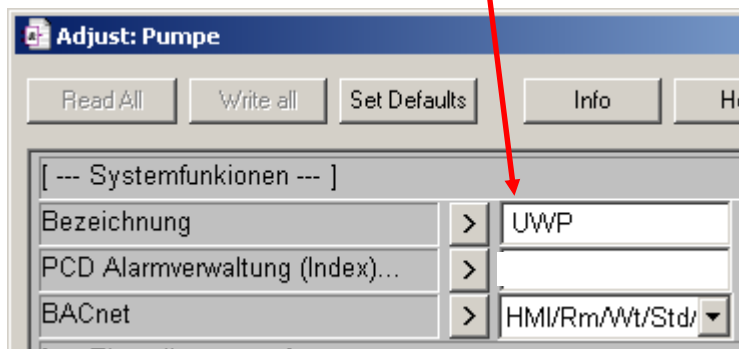 Adjust: Pumpe
Read All Write all Set Defaults Info
[ --- Systemfunkionen --- ]
Bezeichnung > UWP
PCD Alarmverwaltung (Index)... >
BACnet > HMI/Rm/Wt/Std/